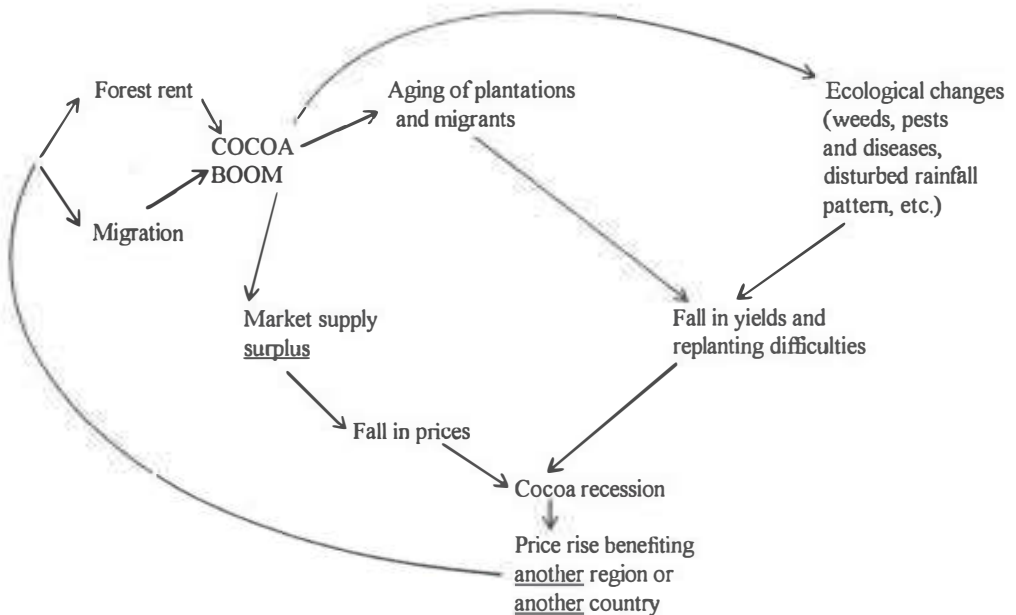 Forest rent
COCOA
BOOM
Migration
Aging of plantations
and migrants
Ecological changes
(weeds, pests
and diseases,
disturbed rainfall
pattern, etc.)
Market supply
surplus
Fall in yields and
replanting difficulties
Fall in prices
Cocoa recession
Price rise benefiting
another region or
another country